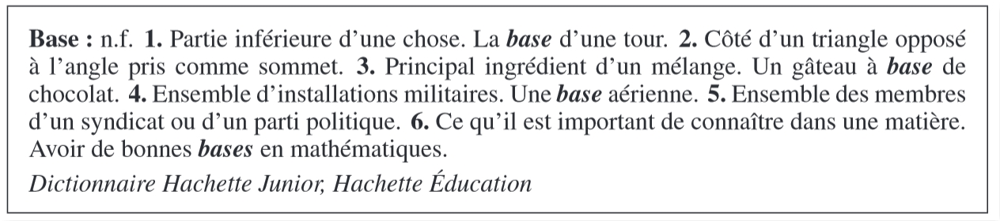 Base : n.f. 1. Partie inférieure d’une chose. La base d’une tour. 2. Côté d’un triangle opposé
à l’angle pris comme sommet. 3. Principal ingrédient d’un mélange. Un gâteau à base de
chocolat. 4. Ensemble d’installations militaires. Une base aérienne. 5. Ensemble des membres
d’un syndicat ou d’un parti politique. 6. Ce qu’il est important de connaître dans une matière.
Avoir de bonnes bases en mathématiques.
Dictionnaire Hachette Junior, Hachette Éducation